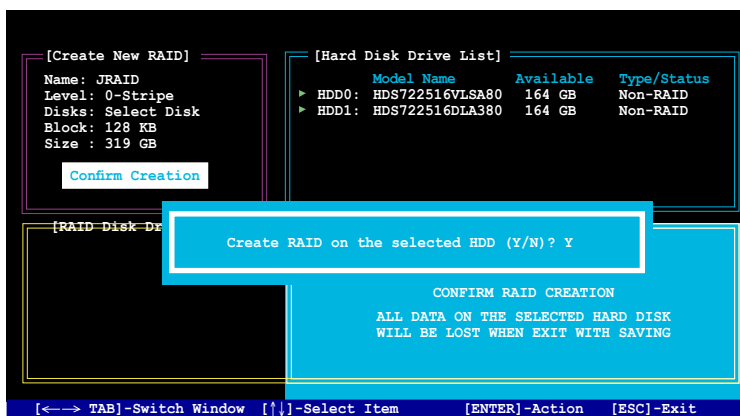 [Create New RAID]
Name: JRAID
Level: 0-Stripe
Disks: Select Disk
Block: 128 KB
Size : 319 GB
Confirm Creation
[Hard Disk Drive List]
Model Name Available Type/Status
HDD0: HDS722516VLSA80 164 GB Non-RAID
HDD1: HDS722516DLA380 164 GB Non-RAID
[RAID Disk Dr
Create RAID on the selected HDD (Y/N)? Y
CONFIRM RAID CREATION
ALL DATA ON THE SELECTED HARD DISK
WILL BE LOST WHEN EXIT WITH SAVING
[←→ TAB]-Switch Window [↑↓]-Select Item [ENTER]-Action [ESC]-Exit